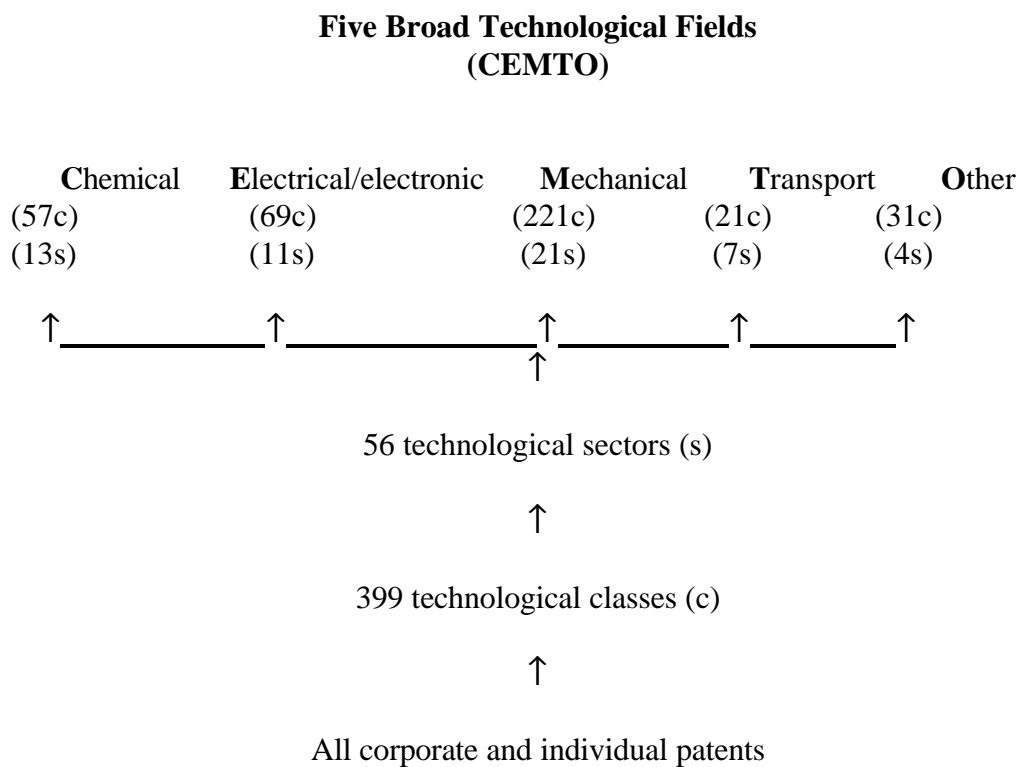 Five Broad Technological Fields
(CEMTO)
Chemical Electrical/electronic Mechanical Transport Other
(57c) (69c) (221c) (21c) (31c)
(13s) (11s) (21s) (7s) (4s)
↑ ↑ ↑ ↑ ↑
↑
56 technological sectors (s)
↑
399 technological classes (c)
↑
All corporate and individual patents